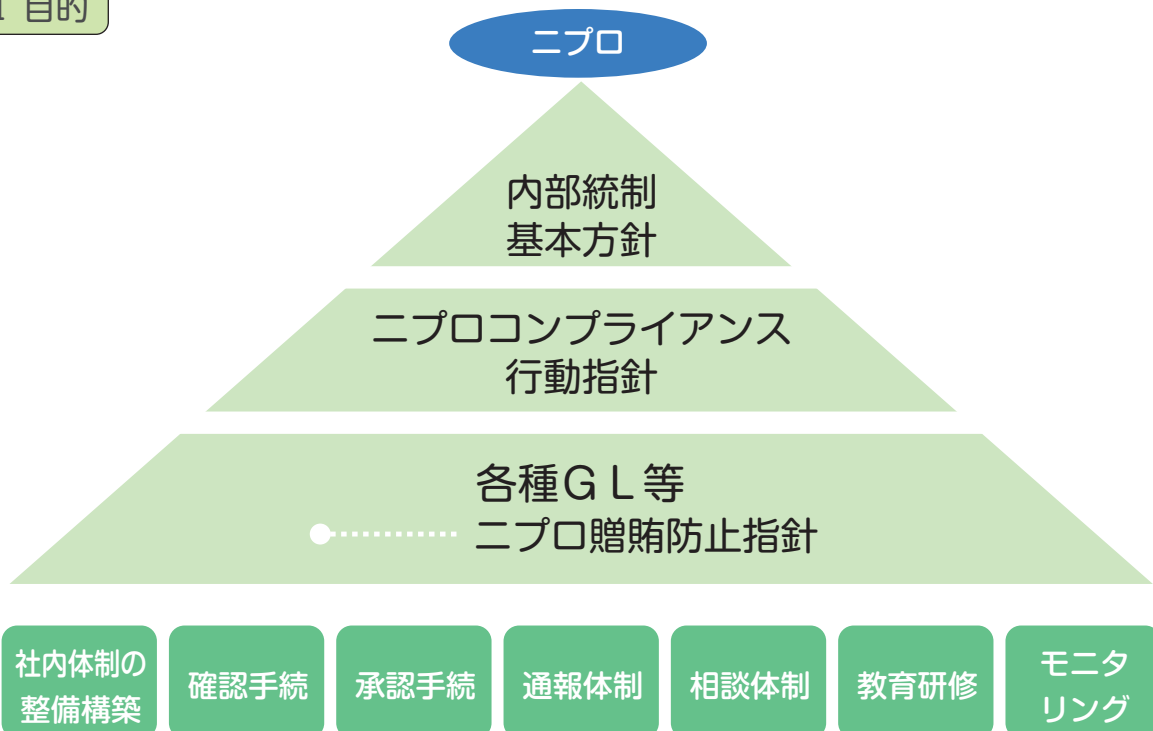 目的
ニプロ
内部統制
基本方針
ニプロコンプライアンス
行動指針
各種ＧＬ等
ニプロ贈賄防止指針
社内体制の
整備構築
確認手続
承認手続
通報体制
相談体制
教育研修
モニタ
リング